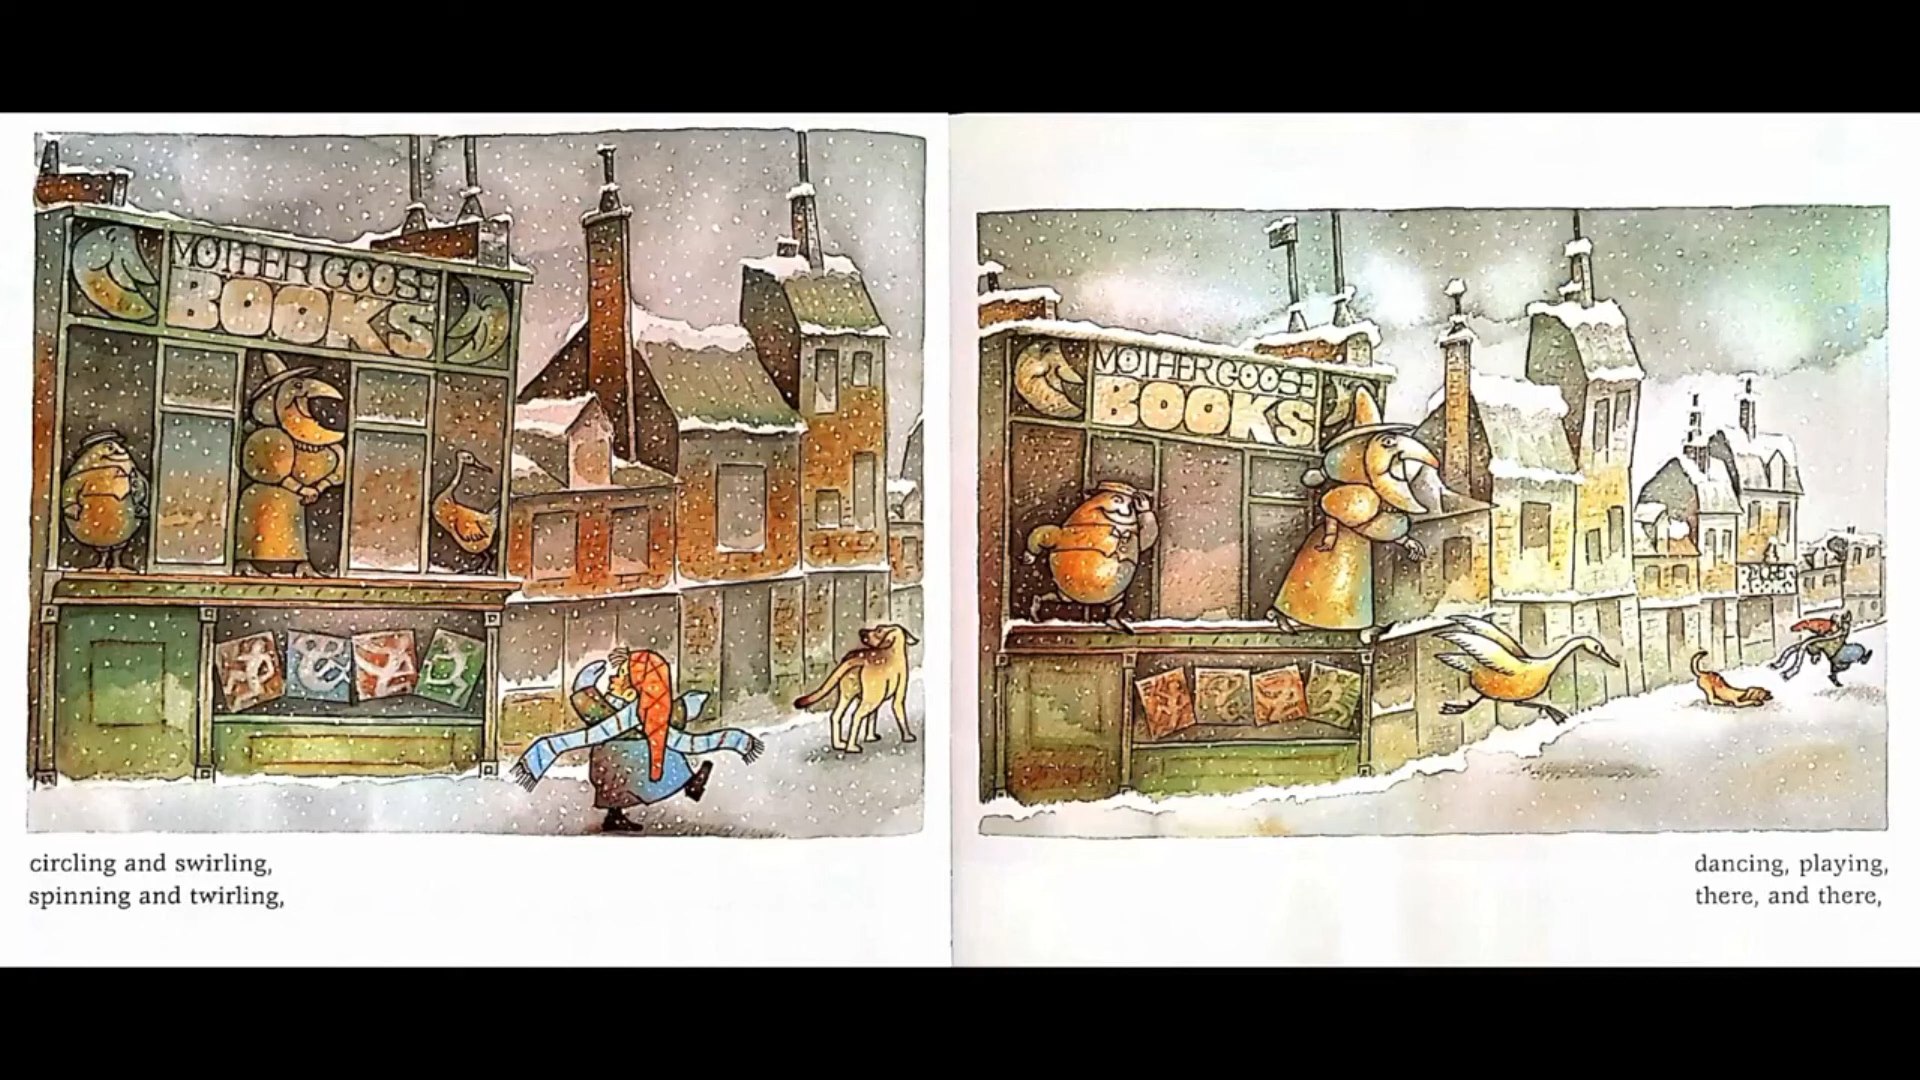 MOTHER GOOSE
BOOKS
circling and swirling,
spinning and twirling,
MOTHER GOOSE
BOOKS
dancing, playing,
there, and there,